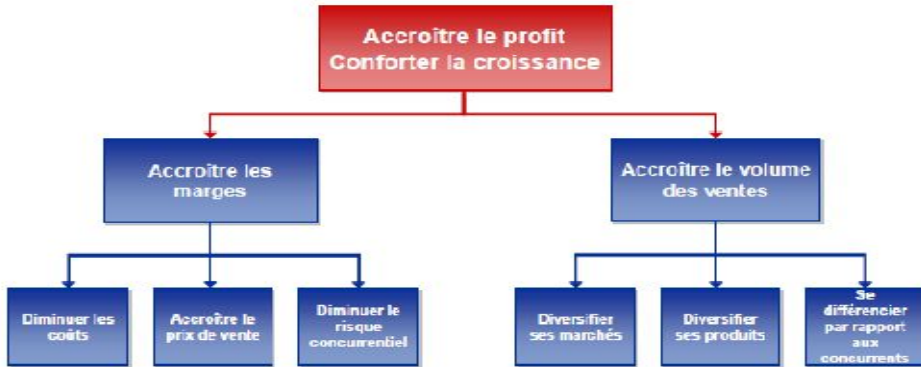 Accroître le profit
Conforter la croissance
Accroître les
marges
Accroître le volume
des ventes
Diminuer les
coûts
Accroître le
prix de vente
Diminuer le
risque
concurrentiel
Diversifier
ses marchés
Diversifier
ses produits
Se
différencier
par rapport
aux
concurrents